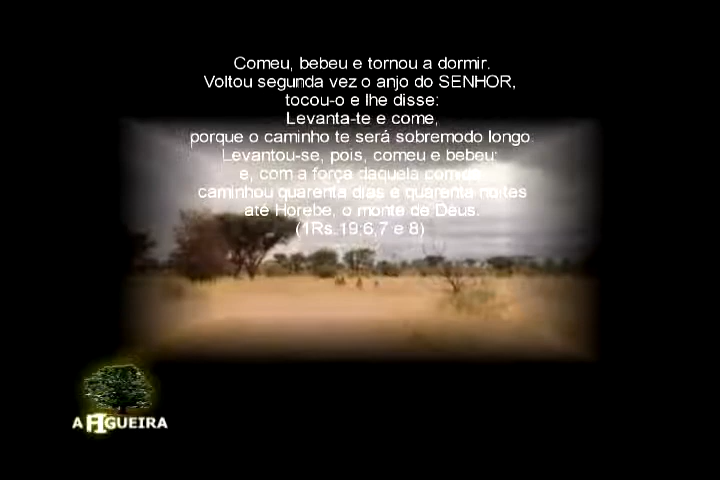 Comeu, bebeu e tornou a dormir.
Voltou segunda vez o anjo do SENHOR,
tocou-o e lhe disse:
Levanta-te e come,
porque o caminho te será sobremodo longo.
Levantou-se, pois, comeu e bebeu;
e, com a força daquela comida,
caminhou quarenta dias e quarenta noites
até Horebe, o monte de Deus.
(1Rs.19:6,7 e 8)
A FIGUEIRA